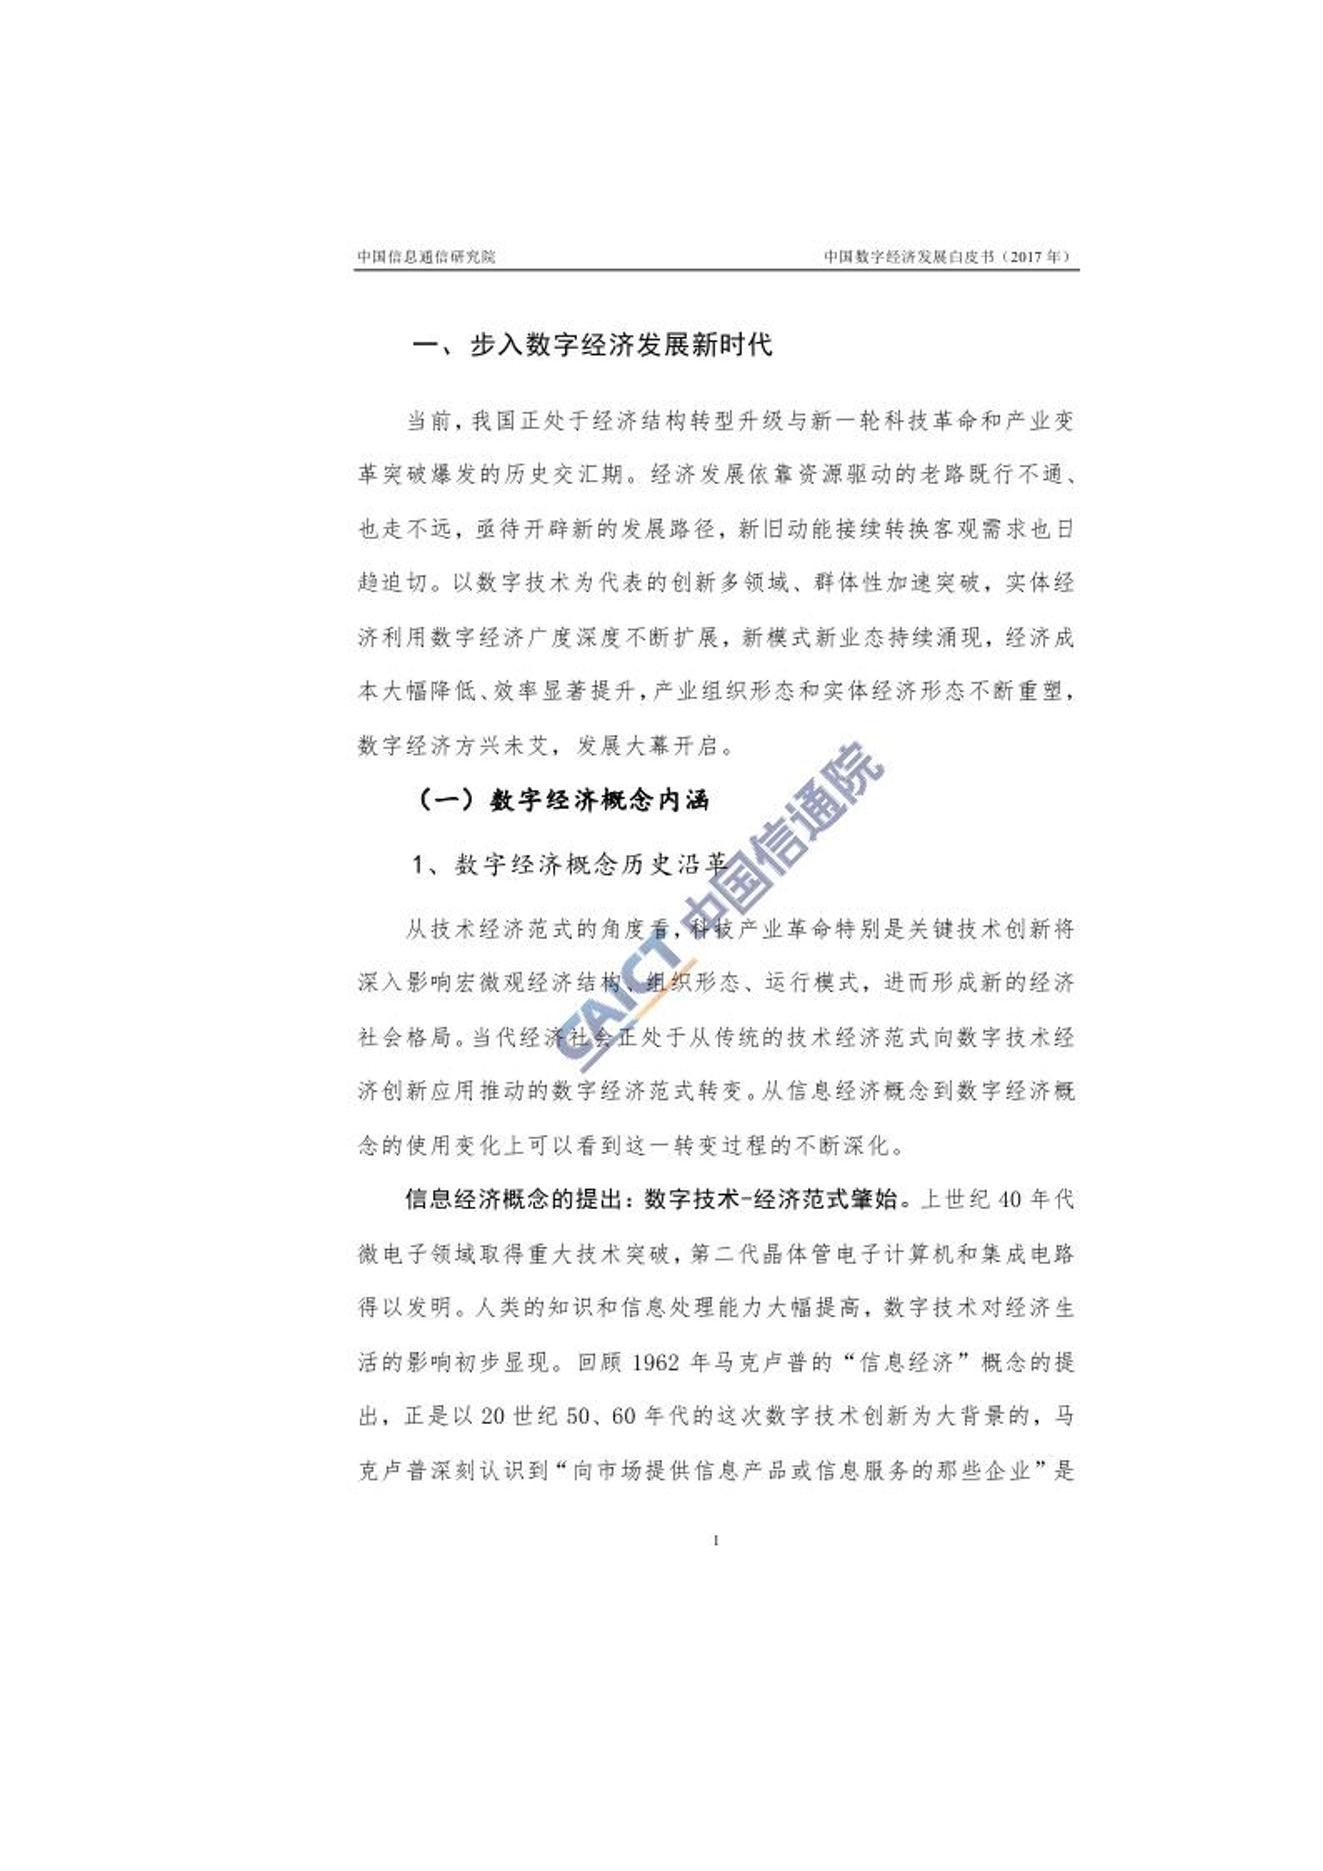 中国信息通信研究院 中国数字经济发展白皮书（2017 年）
一、步入数字经济发展新时代
当前，我国正处于经济结构转型升级与新一轮科技革命和产业变
革突破爆发的历史交汇期。经济发展依靠资源驱动的老路既行不通、
也走不远，亟待开辟新的发展路径，新旧动能接续转换客观需求也日
趋迫切。以数字技术为代表的创新多领域、群体性加速突破，实体经
济利用数字经济广度深度不断扩展，新模式新业态持续涌现，经济成
本大幅降低、效率显著提升，产业组织形态和实体经济形态不断重塑，
数字经济方兴未艾，发展大幕开启。
（一）数字经济概念内涵
1、数字经济概念历史沿革
从技术经济范式的角度看，科技产业革命特别是关键技术创新将
深入影响宏微观经济结构、组织形态、运行模式，进而形成新的经济
社会格局。当代经济社会正处于从传统的技术经济范式向数字技术经
济创新应用推动的数字经济范式转变。从信息经济概念到数字经济概
念的使用变化上可以看到这一转变过程的不断深化。
信息经济概念的提出：数字技术-经济范式肇始。上世纪 40 年代
微电子领域取得重大技术突破，第二代晶体管电子计算机和集成电路
得以发明。人类的知识和信息处理能力大幅提高，数字技术对经济生
活的影响初步显现。回顾 1962 年马克卢普的“信息经济”概念的提
出，正是以 20 世纪 50、60 年代的这次数字技术创新为大背景的，马
克卢普深刻认识到“向市场提供信息产品或信息服务的那些企业”是
1
CAICT 中国信通院